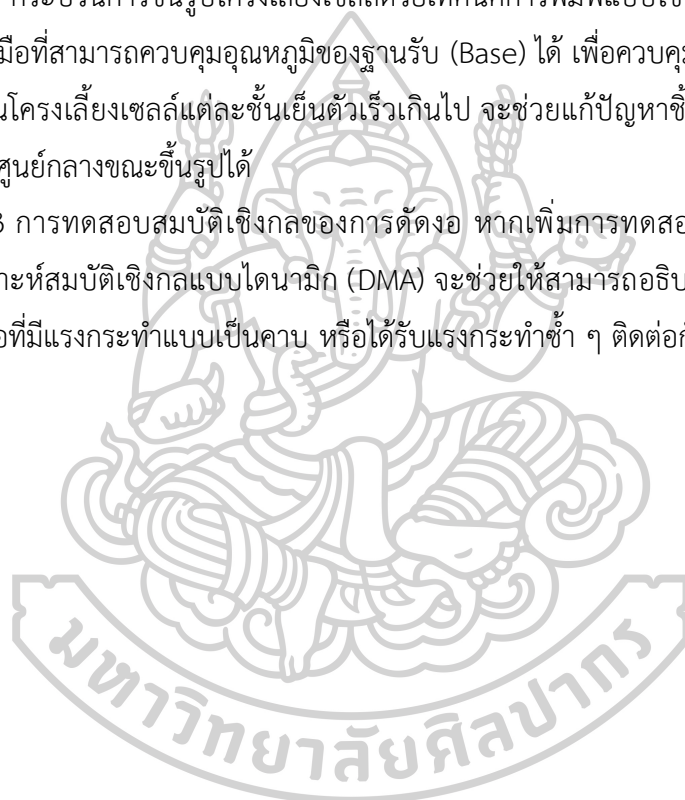 กระบวนการขึ้นรูปโครงเลี้ยงเซลล์ด้วยเทคนิคการพิมพ์แบบ
มือที่สามารถควบคุมอุณหภูมิของฐานรับ (Base) ได้ เพื่อควบคุม
นโครงเลี้ยงเซลล์แต่ละชั้นเย็นตัวเร็วเกินไป จะช่วยแก้ปัญหาชิ้
ศูนย์กลางขณะขึ้นรูปได้
3 การทดสอบสมบัติเชิงกลของการดัดงอ หากเพิ่มการทดสอ
าะห์สมบัติเชิงกลแบบไดนามิก (DMA) จะช่วยให้สามารถอธิบ
อที่มีแรงกระทำแบบเป็นคาบ หรือได้รับแรงกระทำซ้ำ ๆ ติดต่อก
มหาวิทยาลัยศิลปากร